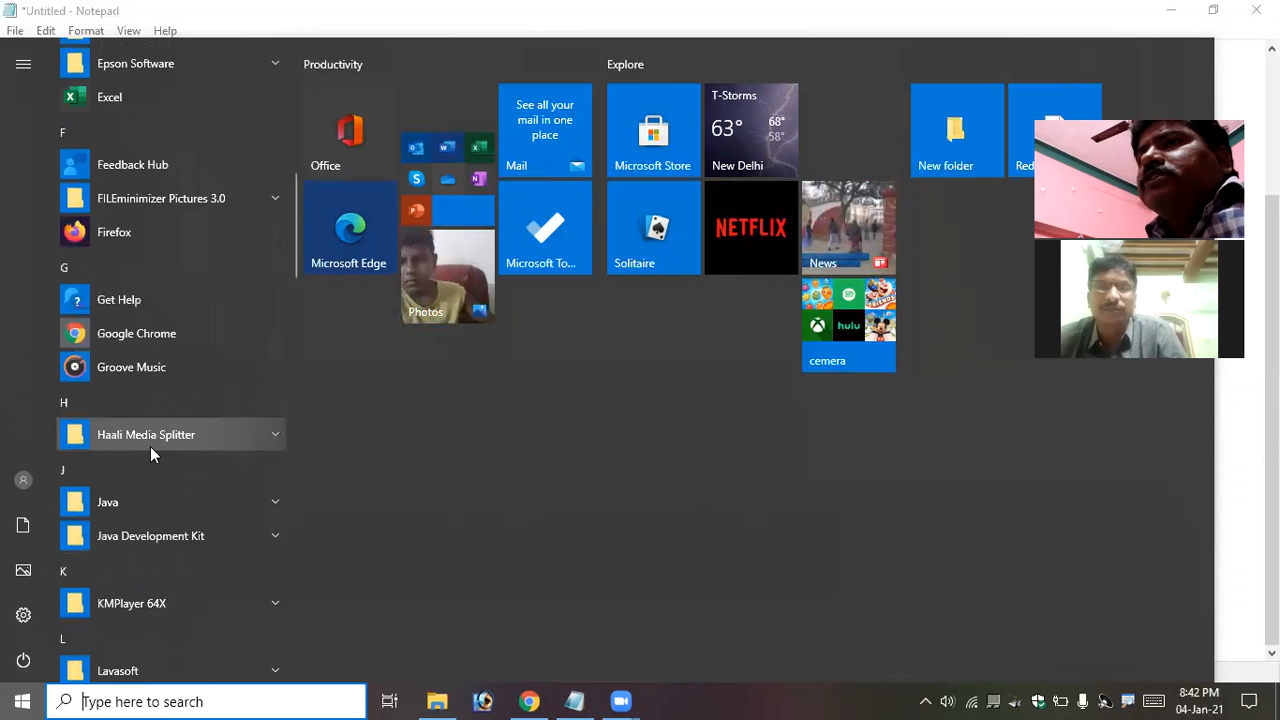 *Untitled - Notepad
File Edit Format View Help
Epson Software
Excel
F
Feedback Hub
FILEminimizer Pictures 3.0
Firefox
G
Get Help
Google Chrome
Groove Music
H
Haali Media Splitter
J
Java
Java Development Kit
K
KMPlayer 64X
L
Lavasoft
Productivity
Office
Microsoft Edge
Photos
See all your
mail in one
place
Mail
Microsoft To...
Explore
Microsoft Store
T-Storms
63° 68°
58°
New Delhi
Solitaire
NETFLIX
News
hulu
cemera
New folder
Red
Type here to search
8:42 PM
04-Jan-21